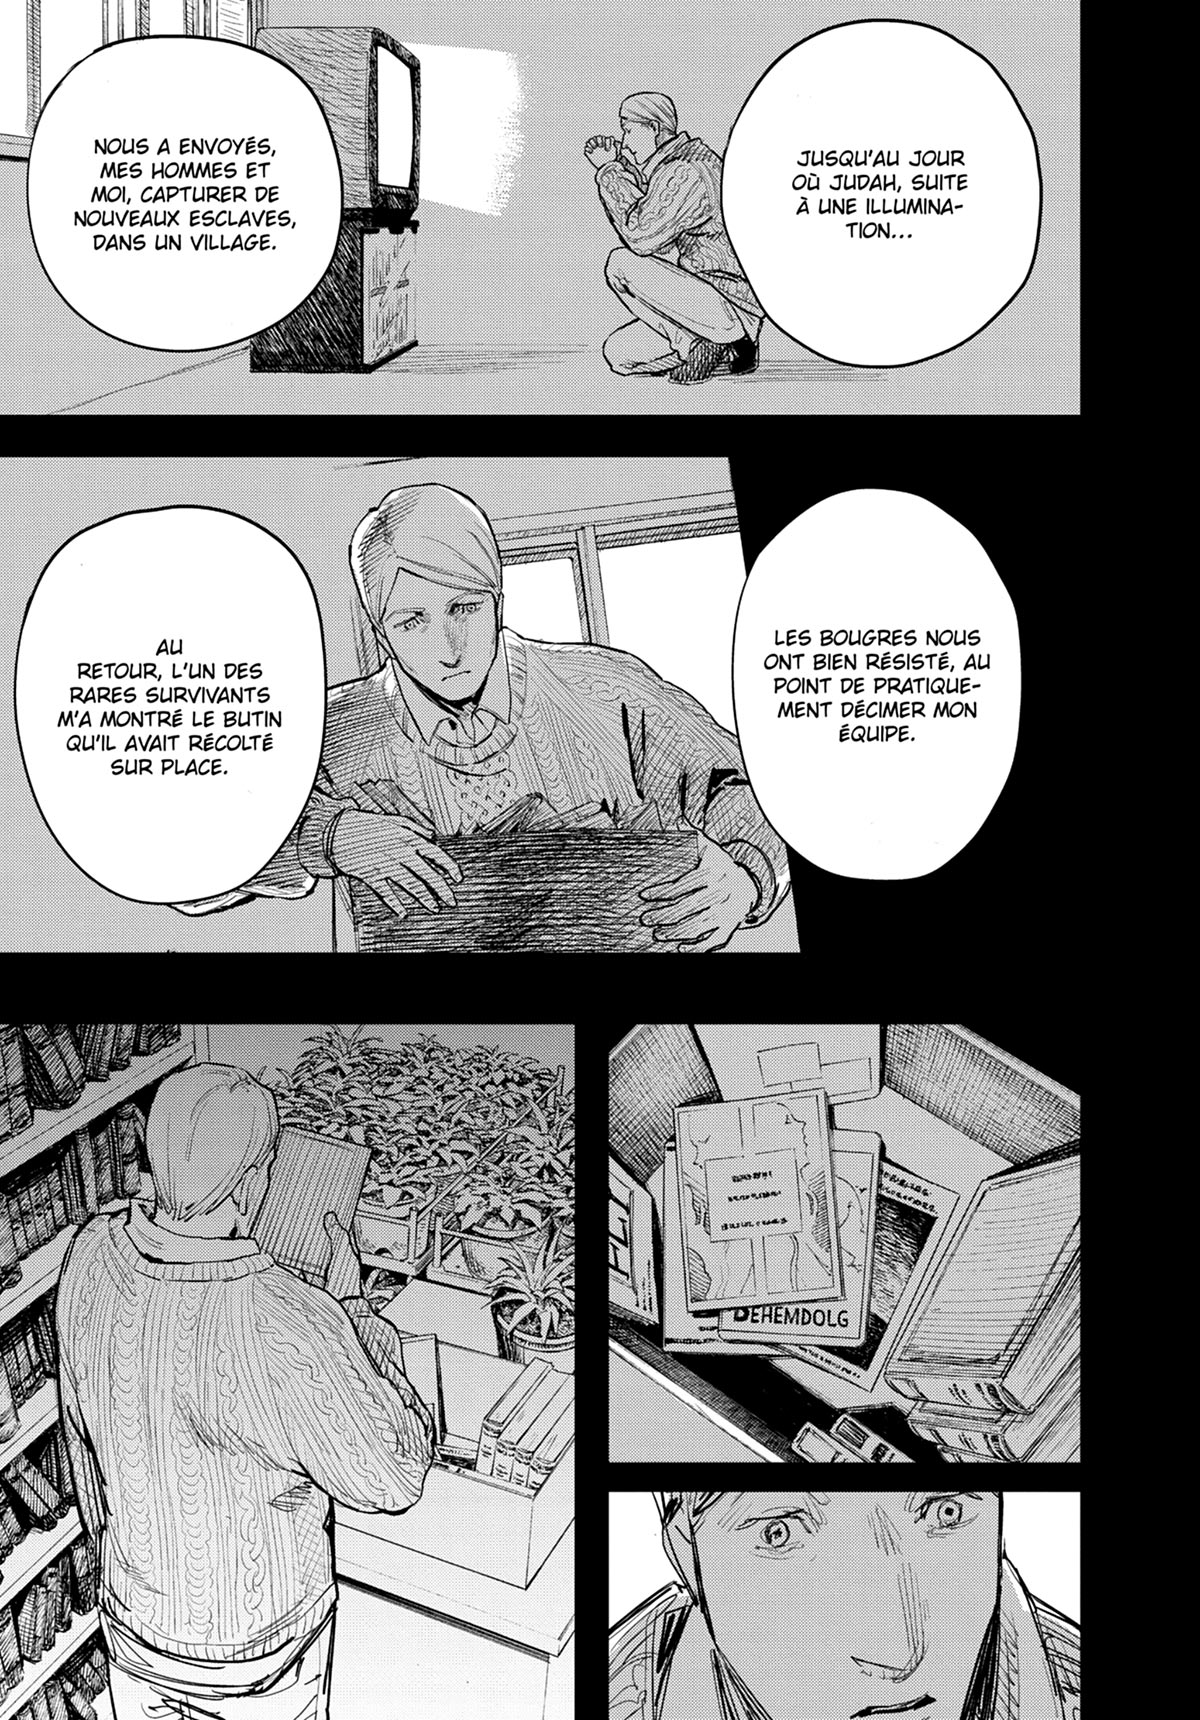 JUSQU'AU JOUR
OÙ JUDAH, SUITE
À UNE ILLUMINA-
TION...
NOUS A ENVOYÉS,
MES HOMMES ET
MOI, CAPTURER DE
NOUVEAUX ESCLAVES,
DANS UN VILLAGE.
LES BOUGRES NOUS
ONT BIEN RÉSISTÉ, AU
POINT DE PRATIQUE-
MENT DÉCIMER MON
ÉQUIPE.
AU
RETOUR, L'UN DES
RARES SURVIVANTS
M'A MONTRÉ LE BUTIN
QU'IL AVAIT RÉCOLTÉ
SUR PLACE.
DEHEMDOLG